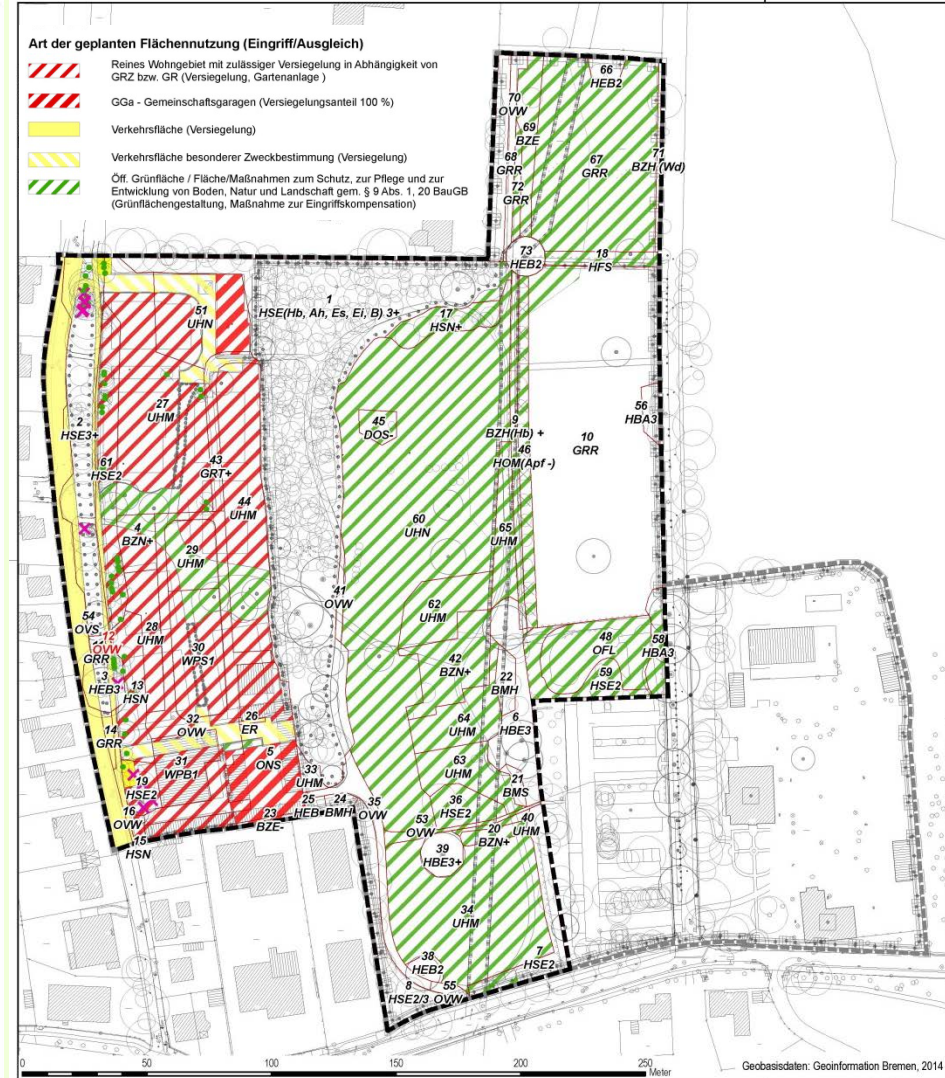 Art der geplanten Flächennutzung (Eingriff/Ausgleich)
Reines Wohngebiet mit zulässiger Versiegelung in Abhängigkeit von
GRZ bzw. GR (Versiegelung, Gartenanlage )
GGa - Gemeinschaftsgaragen (Versiegelungsanteil 100 %)
Verkehrsfläche (Versiegelung)
Verkehrsfläche besonderer Zweckbestimmung (Versiegelung)
Öff. Grünfläche / Fläche/Maßnahmen zum Schutz, zur Pflege und zur
Entwicklung von Boden, Natur und Landschaft gem. § 9 Abs. 1, 20 BauGB
(Grünflächengestaltung, Maßnahme zur Eingriffskompensation)
66
HEB2
70
OVW
69
BZE
68
GRR
67
GRR
71
BZH (Wd)
72
GRR
73
HEB2
18
HFS
1
HSE(Hb, Ah, Es, Ei, B) 3+
17
HSN+
51
UHN
27
UHM
2
HSE3+
45
DOS-
9
BZH(Hb) +
46
HOM(Apf -)
10
GRR
56
HBA3
61
HSE2
43
GRT+
44
UHM
4
BZN+
29
UHM
60
UHN
65
UHM
41
OVW
62
UHM
54
OVS
12
OVW
GRR
28
UHM
30
WPS1
48
OFL
58
HBA3
59
HSE2
42
BZN+
22
BMH
3
HEB3
13
HSN
14
GRR
32
OVW
26
ER
64
UHM
6
HBE3
5
ONS
31
WPB1
63
UHM
33
UHM
21
BMS
19
HSE2
16
OVW
15
HSN
23
BZE-
25
HEB
24
BMH
35
OVW
36
HSE2
53
OVW
20
BZN+
40
UHM
39
HBE3+
34
UHM
38
HEB2
7
HSE2
8
HSE2/3
55
OVW
0 50 100 150 200 250
Meter
Geobasisdaten: Geoinformation Bremen, 2014